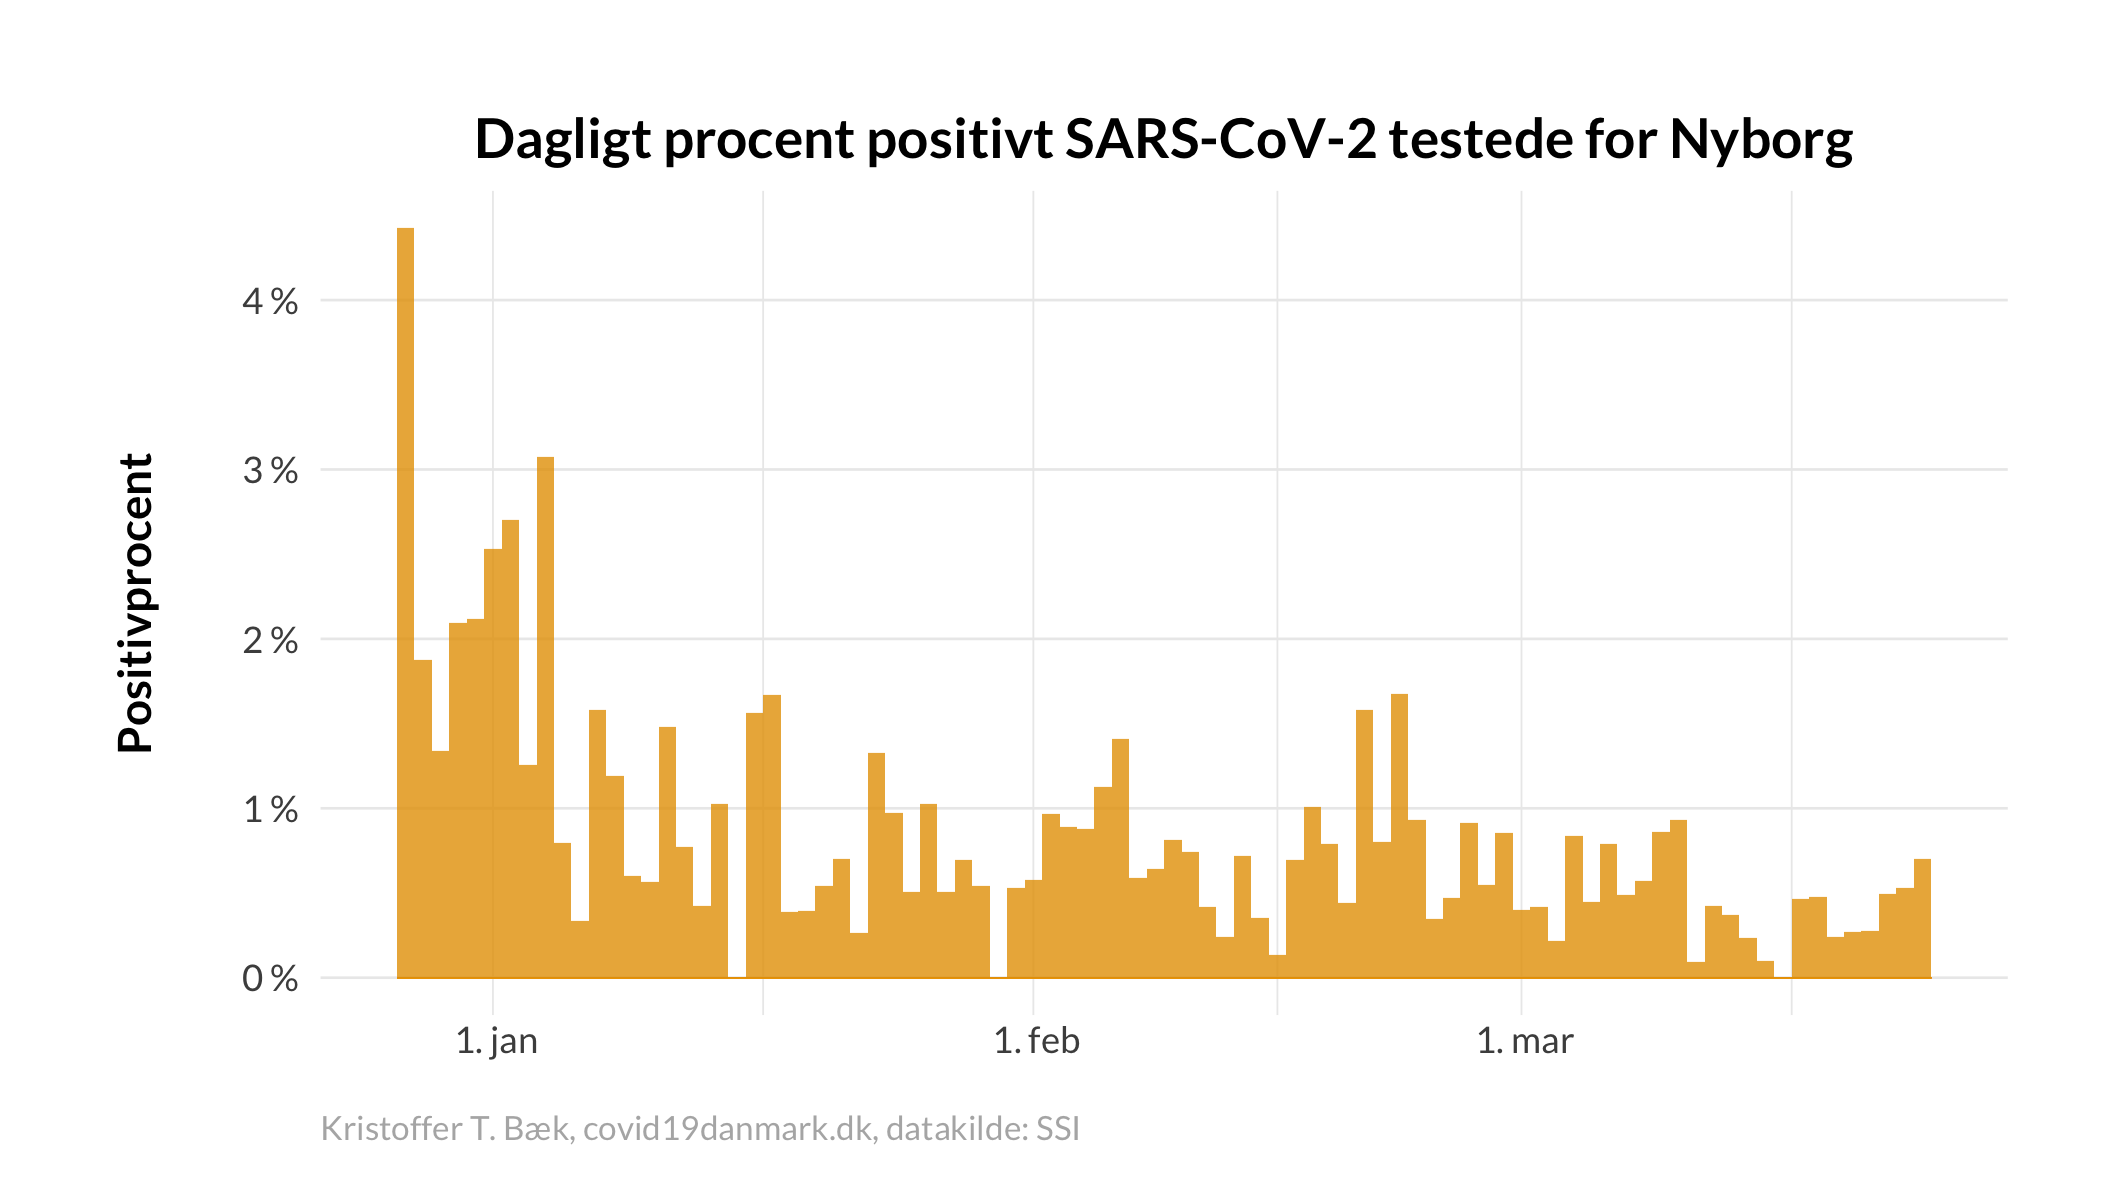 Dagligt procent positivt SARS-CoV-2 testede for Nyborg
Positivprocent
4 %
3 %
2 %
1 %
0 %
1. jan
1. feb
1. mar
Kristoffer T. Bæk, covid19danmark.dk, datakilde: SSI